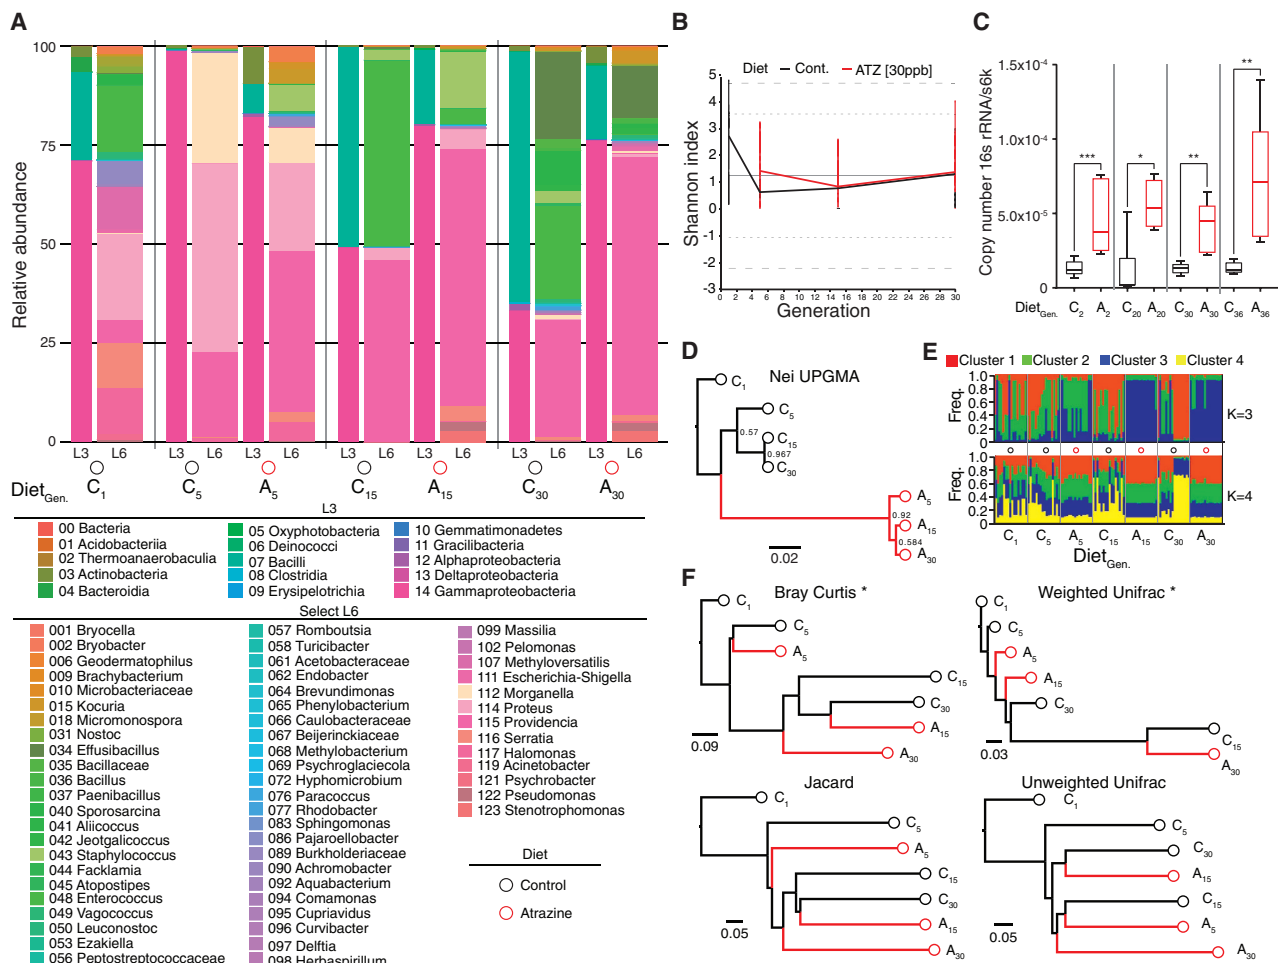 A
100
75
50
25
0
Relative abundance
L3 L6 L3 L6 L3 L6 L3 L6 L3 L6 L3 L6 L3 L6
DietGen. C1 C5 A5 C15 A15 C30 A30
L3
00 Bacteria
01 Acidobacteriia
02 Thermoanaerobaculia
03 Actinobacteria
04 Bacteroidia
05 Oxyphotobacteria
06 Deinococci
07 Bacilli
08 Clostridia
09 Erysipelotrichia
10 Gemmatimonadetes
11 Gracilibacteria
12 Alphaproteobacteria
13 Deltaproteobacteria
14 Gammaproteobacteria
Select L6
001 Bryocella
002 Bryobacter
006 Geodermatophilus
009 Brachybacterium
010 Microbacteriaceae
015 Kocuria
018 Micromonospora
031 Nostoc
034 Effusibacillus
035 Bacillaceae
036 Bacillus
037 Paenibacillus
040 Sporosarcina
041 Aliicoccus
042 Jeotgalicoccus
043 Staphylococcus
044 Facklamia
045 Atopostipes
048 Enterococcus
049 Vagococcus
050 Leuconostoc
053 Ezakiella
056 Peptostreptococcaceae
057 Romboutsia
058 Turicibacter
061 Acetobacteraceae
062 Endobacter
064 Brevundimonas
065 Phenylobacterium
066 Caulobacteraceae
067 Beijerinckiaceae
068 Methylobacterium
069 Psychroglaciecola
072 Hyphomicrobium
076 Paracoccus
077 Rhodobacter
083 Sphingomonas
086 Pajaroellobacter
089 Burkholderiaceae
090 Achromobacter
092 Aquabacterium
094 Comamonas
095 Cupriavidus
096 Curvibacter
097 Delftia
098 Herbaspirillum
099 Massilia
102 Pelomonas
107 Methyloversatilis
111 Escherichia-Shigella
112 Morganella
114 Proteus
115 Providencia
116 Serratia
117 Halomonas
119 Acinetobacter
121 Psychrobacter
122 Pseudomonas
123 Stenotrophomonas
Diet
Control
Atrazine
B
Diet Cont. ATZ [30ppb]
Shannon index
5
4
3
2
1
0
-1
-2
-3
0 2 4 6 8 10 12 14 16 18 20 22 24 26 28 30
Generation
C
Copy number 16s rRNA/s6k
1.5x10-4
1.0x10-4
5.0x10-5
0
***
*
**
**
DietGen. C2 A2 C20 A20 C30 A30 C36 A36
D
Nei UPGMA
C1
C5
0.57
C15
0.967
C30
A5
0.92
A15
0.584
A30
0.02
E
Cluster 1 Cluster 2 Cluster 3 Cluster 4
Freq.
1.0
0.8
0.6
0.4
0.2
0
K=3
Freq.
1.0
0.8
0.6
0.4
0.2
0
K=4
C1 C5 A5 C15 A15 C30 A30
DietGen.
F
Bray Curtis *
C1
C5
A5
C15
C30
A15
A30
0.09
Weighted Unifrac *
C1
C5
A5
A15
C30
C15
A30
0.03
Jacard
C1
C5
A5
C15
C30
A15
A30
0.05
Unweighted Unifrac
C1
C5
C30
A15
C15
A5
A30
0.05